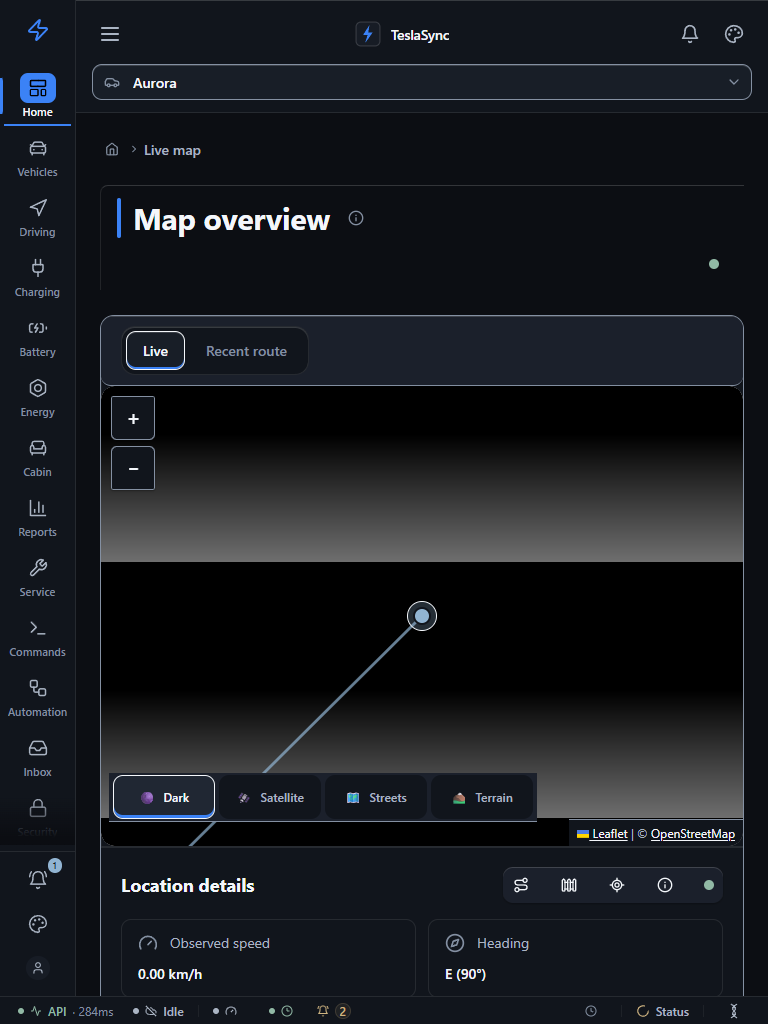 TeslaSync
Aurora
Home
Vehicles
Driving
Charging
Battery
Energy
Cabin
Reports
Service
Commands
Automation
Inbox
Security
1
Live map
Map overview
Live
Recent route
+
−
Dark
Satellite
Streets
Terrain
Leaflet | © OpenStreetMap
Location details
Observed speed
0.00 km/h
Heading
E (90°)
API · 284ms
Idle
2
Status